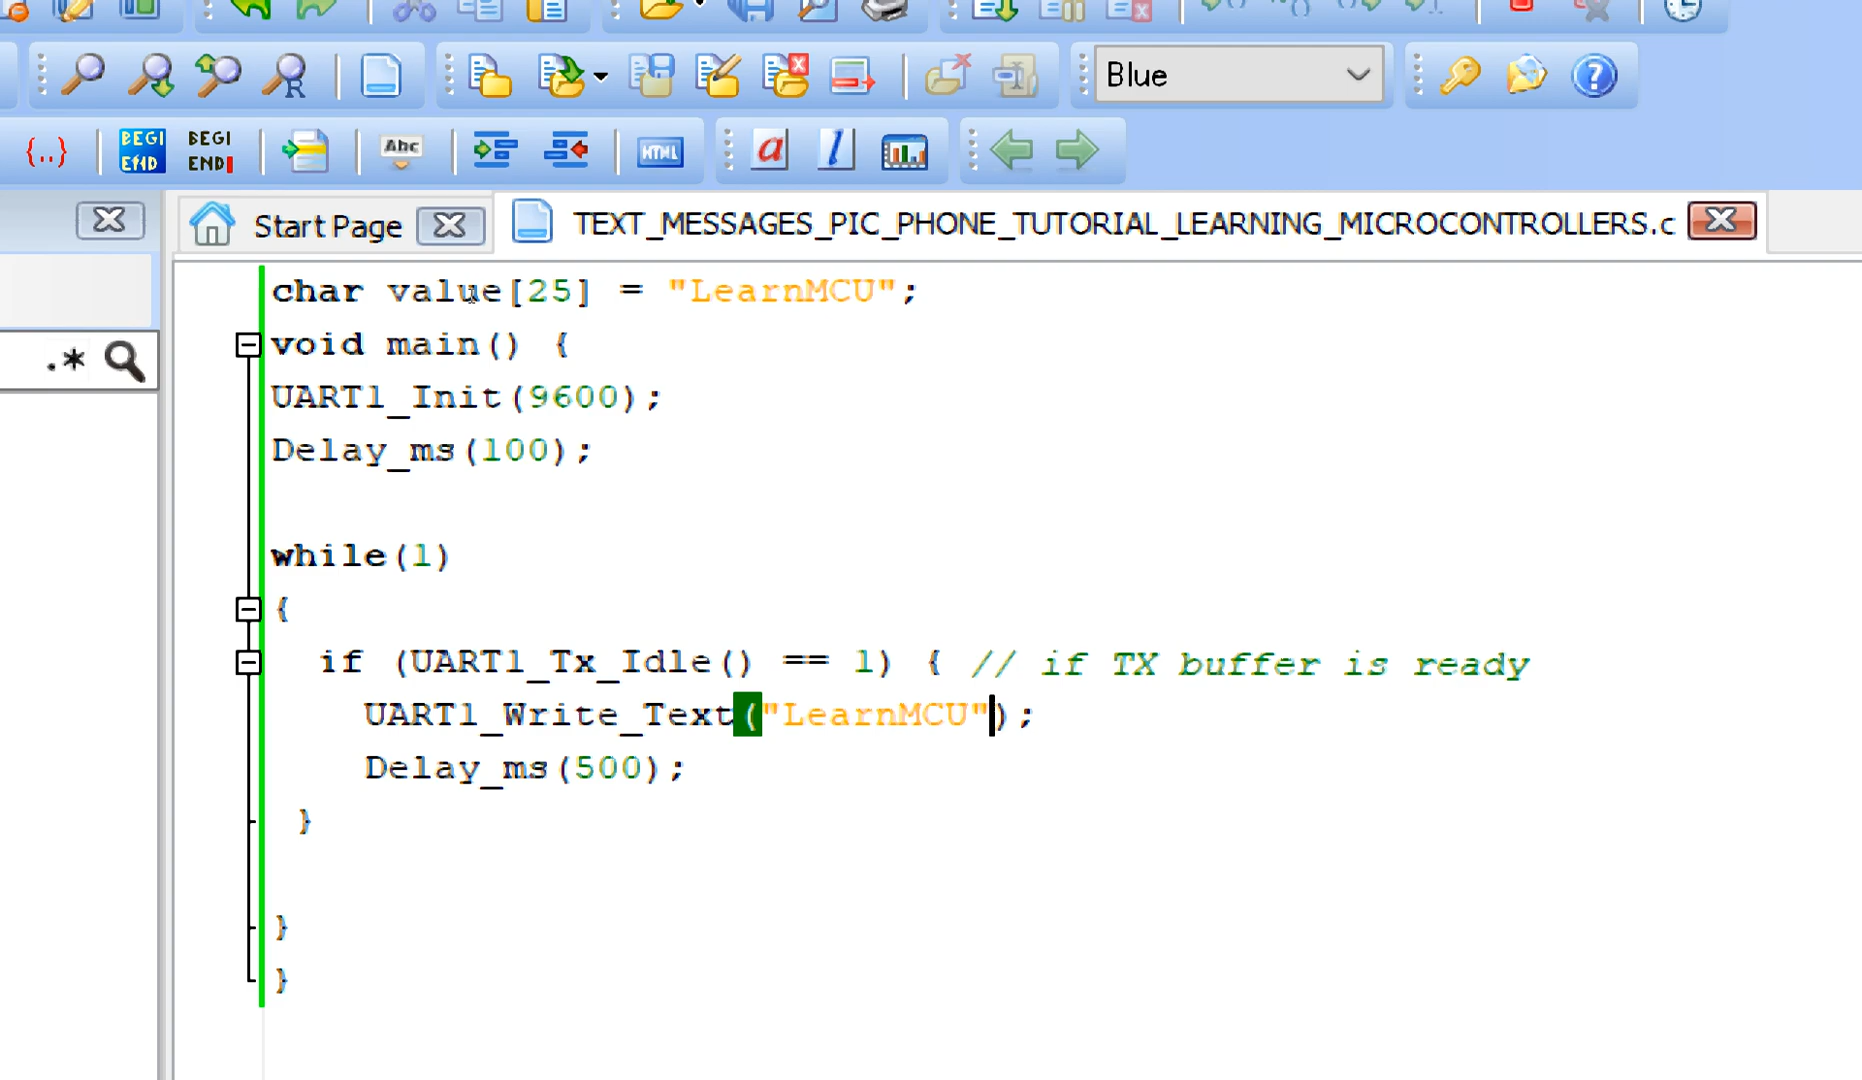 Blue
{..}
BEGI
END
BEGI
END
Abc
HTML
a
l
Start Page
TEXT_MESSAGES_PIC_PHONE_TUTORIAL_LEARNING_MICROCONTROLLERS.c
.*
char value[25] = "LearnMCU";
void main() {
UART1_Init(9600);
Delay_ms(100);
while(1)
{
if (UART1_Tx_Idle() == 1) { // if TX buffer is ready
UART1_Write_Text("LearnMCU");
Delay_ms(500);
}
}
}